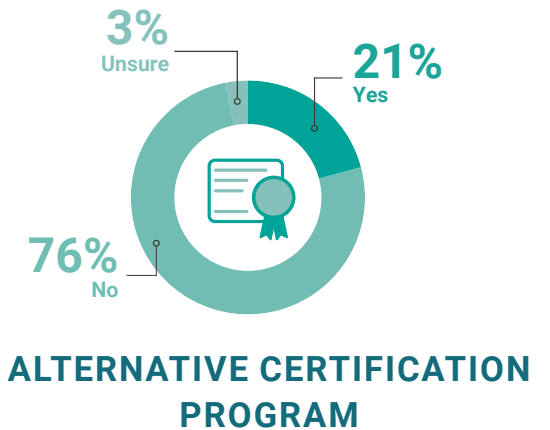 3%
Unsure
21%
Yes
76%
No
ALTERNATIVE CERTIFICATION
PROGRAM